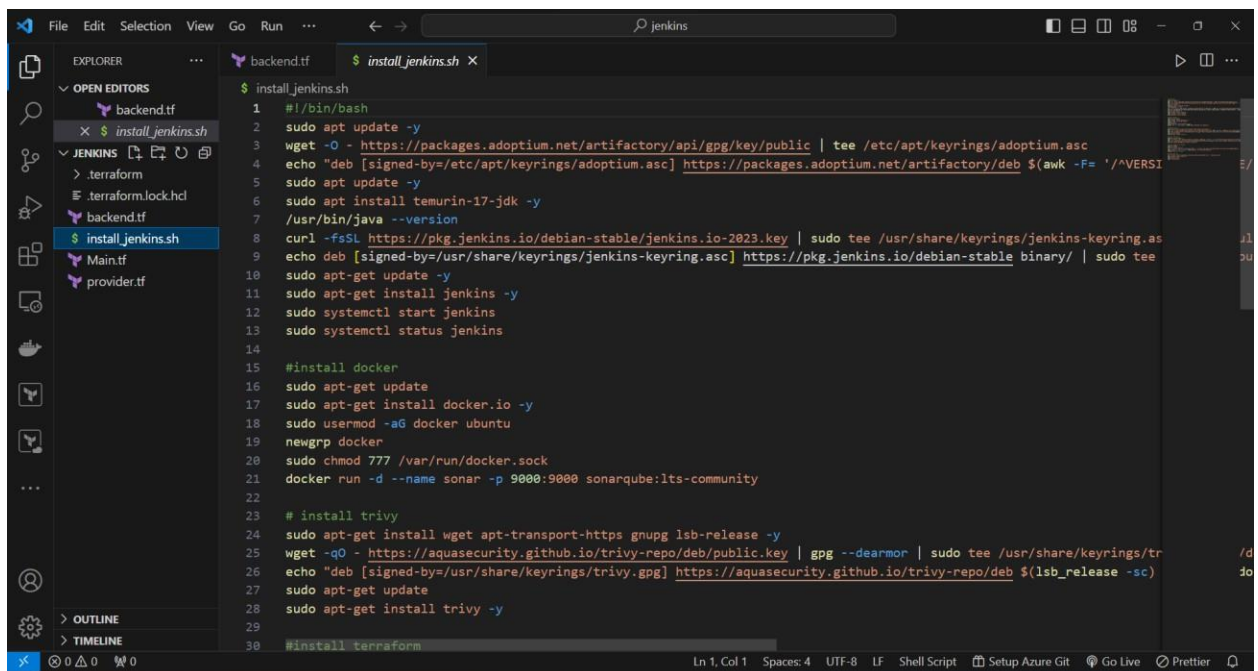 File Edit Selection View Go Run ··· jenkins
EXPLORER ···
OPEN EDITORS
backend.tf
$ install_jenkins.sh
JENKINS
.terraform
.terraform.lock.hcl
backend.tf
$ install_jenkins.sh
Main.tf
provider.tf
OUTLINE
TIMELINE
backend.tf $ install_jenkins.sh
$ install_jenkins.sh
1 #!/bin/bash
2 sudo apt update -y
3 wget -O - https://packages.adoptium.net/artifactory/api/gpg/key/public | tee /etc/apt/keyrings/adoptium.asc
4 echo "deb [signed-by=/etc/apt/keyrings/adoptium.asc] https://packages.adoptium.net/artifactory/deb $(awk -F= '/^VERSI
5 sudo apt update -y
6 sudo apt install temurin-17-jdk -y
7 /usr/bin/java --version
8 curl -fsSL https://pkg.jenkins.io/debian-stable/jenkins.io-2023.key | sudo tee /usr/share/keyrings/jenkins-keyring.as
9 echo deb [signed-by=/usr/share/keyrings/jenkins-keyring.asc] https://pkg.jenkins.io/debian-stable binary/ | sudo tee
10 sudo apt-get update -y
11 sudo apt-get install jenkins -y
12 sudo systemctl start jenkins
13 sudo systemctl status jenkins
14
15 #install docker
16 sudo apt-get update
17 sudo apt-get install docker.io -y
18 sudo usermod -aG docker ubuntu
19 newgrp docker
20 sudo chmod 777 /var/run/docker.sock
21 docker run -d --name sonar -p 9000:9000 sonarqube:lts-community
22
23 # install trivy
24 sudo apt-get install wget apt-transport-https gnupg lsb-release -y
25 wget -qO - https://aquasecurity.github.io/trivy-repo/deb/public.key | gpg --dearmor | sudo tee /usr/share/keyrings/tr
26 echo "deb [signed-by=/usr/share/keyrings/trivy.gpg] https://aquasecurity.github.io/trivy-repo/deb $(lsb_release -sc)
27 sudo apt-get update
28 sudo apt-get install trivy -y
29
30 #install terraform
0 0 0 Ln 1, Col 1 Spaces: 4 UTF-8 LF Shell Script Setup Azure Git Go Live Prettier